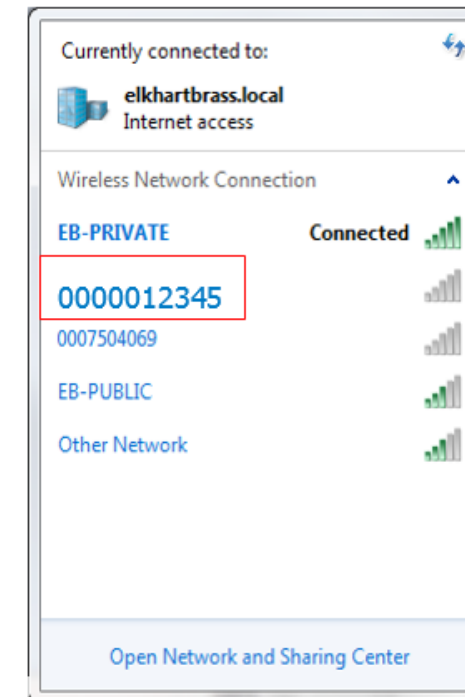 Currently connected to:
elkhartbrass.local
Internet access
Wireless Network Connection
EB-PRIVATE Connected
0000012345
0007504069
EB-PUBLIC
Other Network
Open Network and Sharing Center